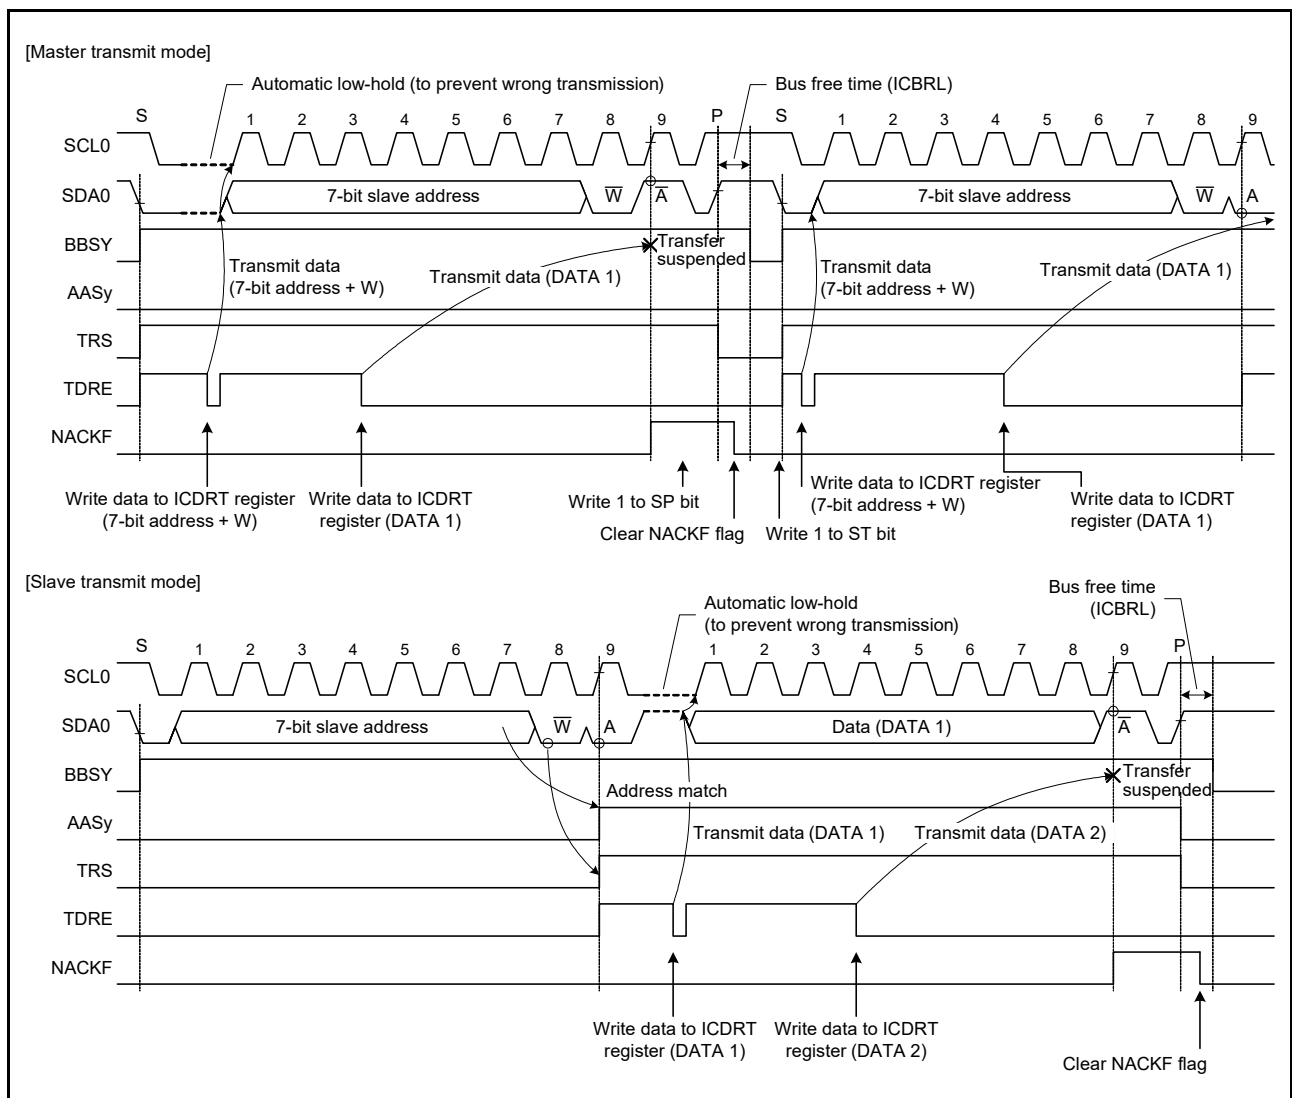 [Master transmit mode]
Automatic low-hold (to prevent wrong transmission)
Bus free time (ICBRL)
S 1 2 3 4 5 6 7 8 9 P S 1 2 3 4 5 6 7 8 9
SCL0
SDA0 7-bit slave address W̅ A̅ 7-bit slave address W̅ A
BBSY
Transfer
suspended
Transmit data
(7-bit address + W)
Transmit data (DATA 1)
Transmit data
(7-bit address + W)
Transmit data (DATA 1)
AASy
TRS
TDRE
NACKF
Write data to ICDRT register
(7-bit address + W)
Write data to ICDRT
register (DATA 1)
Write 1 to SP bit
Clear NACKF flag
Write 1 to ST bit
Write data to ICDRT register
(7-bit address + W)
Write data to ICDRT
register (DATA 1)
[Slave transmit mode]
Automatic low-hold
(to prevent wrong transmission)
Bus free time
(ICBRL)
S 1 2 3 4 5 6 7 8 9 1 2 3 4 5 6 7 8 9 P
SCL0
SDA0 7-bit slave address W̅ A Data (DATA 1) A̅
BBSY
Transfer
suspended
Address match
AASy
Transmit data (DATA 1)
Transmit data (DATA 2)
TRS
TDRE
NACKF
Write data to ICDRT
register (DATA 1)
Write data to ICDRT
register (DATA 2)
Clear NACKF flag